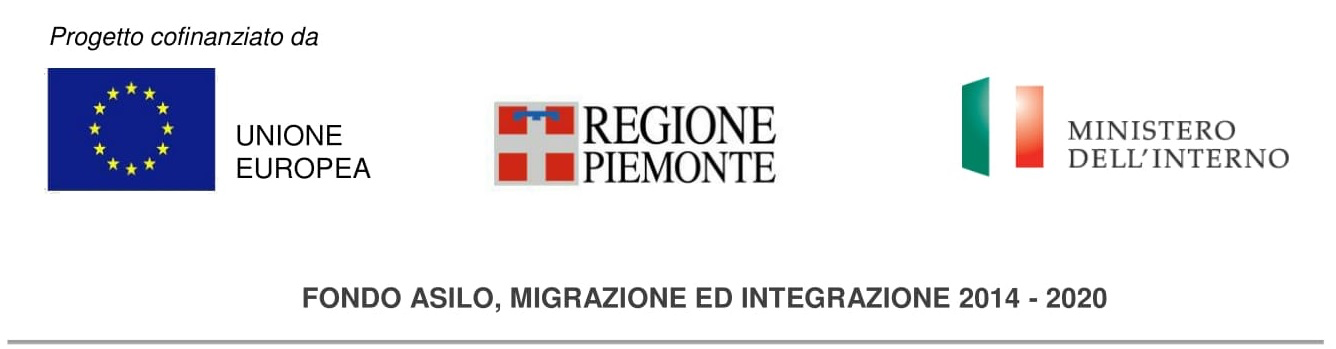 Progetto cofinanziato da
UNIONE
EUROPEA
REGIONE
PIEMONTE
MINISTERO
DELL'INTERNO
FONDO ASILO, MIGRAZIONE ED INTEGRAZIONE 2014 - 2020